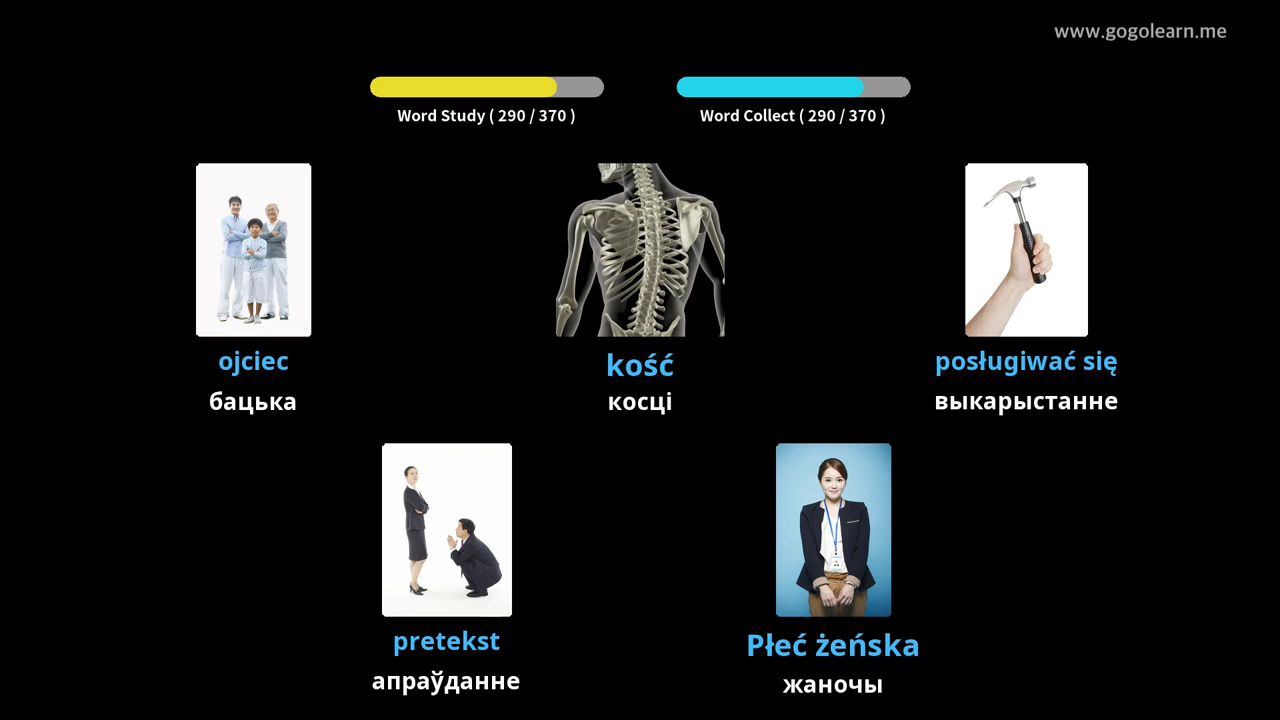 www.gogolearn.me
Word Study ( 290 / 370 )
Word Collect ( 290 / 370 )
ojciec
бацька
kość
косці
posługiwać się
выкарыстанне
pretekst
апраўданне
Płeć żeńska
жаночы